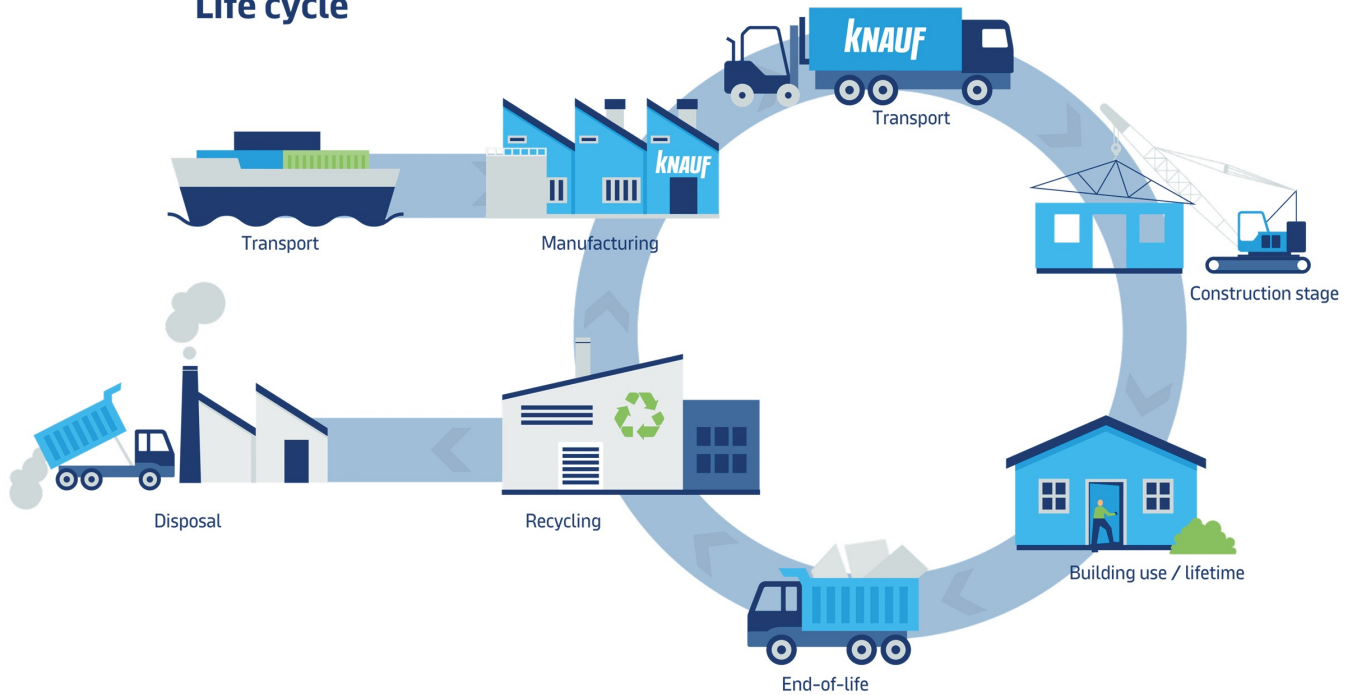 Life cycle
KNAUF
Transport
KNAUF
Transport
Manufacturing
Construction stage
Disposal
Recycling
Building use / lifetime
End-of-life